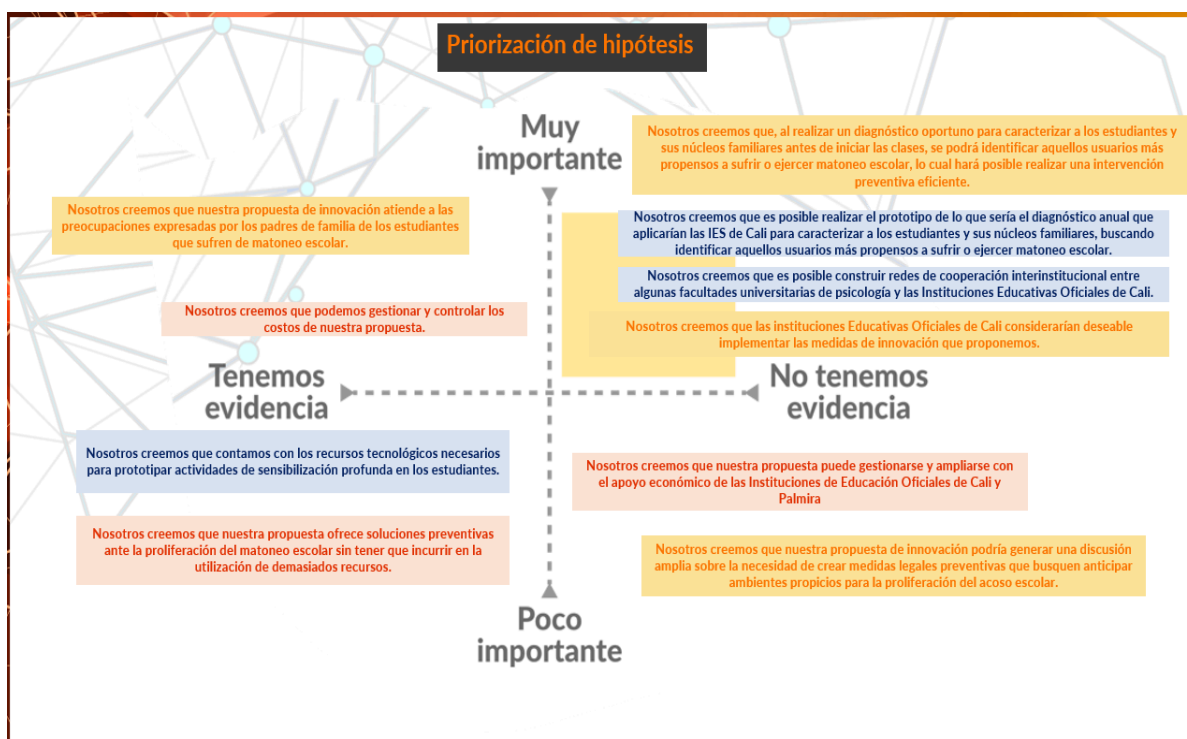 Priorización de hipótesis
Muy
importante
Nosotros creemos que, al realizar un diagnóstico oportuno para caracterizar a los estudiantes y
sus núcleos familiares antes de iniciar las clases, se podrá identificar aquellos usuarios más
propensos a sufrir o ejercer matoneo escolar, lo cual hará posible realizar una intervención
preventiva eficiente.
Nosotros creemos que nuestra propuesta de innovación atiende a las
preocupaciones expresadas por los padres de familia de los estudiantes
que sufren de matoneo escolar.
Nosotros creemos que es posible realizar el prototipo de lo que sería el diagnóstico anual que
aplicarían las IES de Cali para caracterizar a los estudiantes y sus núcleos familiares, buscando
identificar aquellos usuarios más propensos a sufrir o ejercer matoneo escolar.
Nosotros creemos que es posible construir redes de cooperación interinstitucional entre
algunas facultades universitarias de psicología y las Instituciones Educativas Oficiales de Cali.
Nosotros creemos que podemos gestionar y controlar los
costos de nuestra propuesta.
Nosotros creemos que las instituciones Educativas Oficiales de Cali considerarían deseable
implementar las medidas de innovación que proponemos.
Tenemos
evidencia
No tenemos
evidencia
Nosotros creemos que contamos con los recursos tecnológicos necesarios
para prototipar actividades de sensibilización profunda en los estudiantes.
Nosotros creemos que nuestra propuesta puede gestionarse y ampliarse con
el apoyo económico de las Instituciones de Educación Oficiales de Cali y
Palmira
Nosotros creemos que nuestra propuesta ofrece soluciones preventivas
ante la proliferación del matoneo escolar sin tener que incurrir en la
utilización de demasiados recursos.
Nosotros creemos que nuestra propuesta de innovación podría generar una discusión
amplia sobre la necesidad de crear medidas legales preventivas que busquen anticipar
ambientes propicios para la proliferación del acoso escolar.
Poco
importante